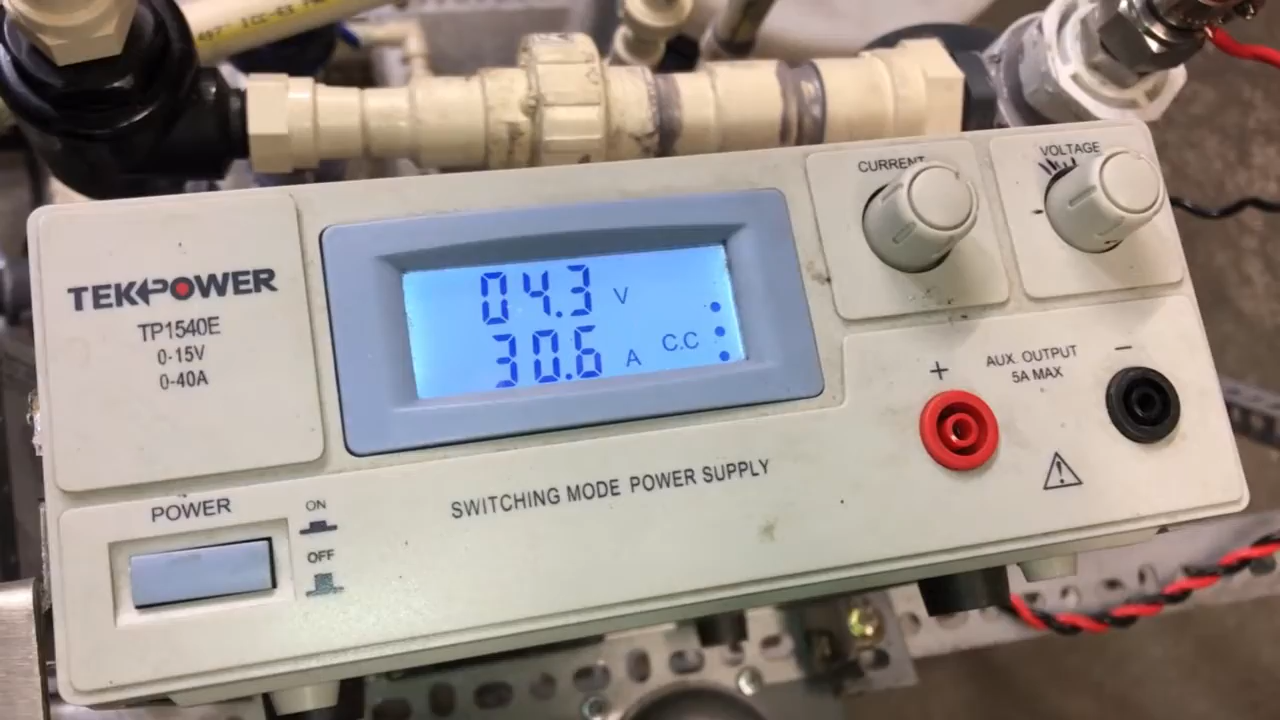 TEKPOWER
TP1540E
0-15V
0-40A
04.3 V
30.6 A C.C
CURRENT
VOLTAGE
+
AUX. OUTPUT
5A MAX
−
SWITCHING MODE POWER SUPPLY
POWER
ON
OFF